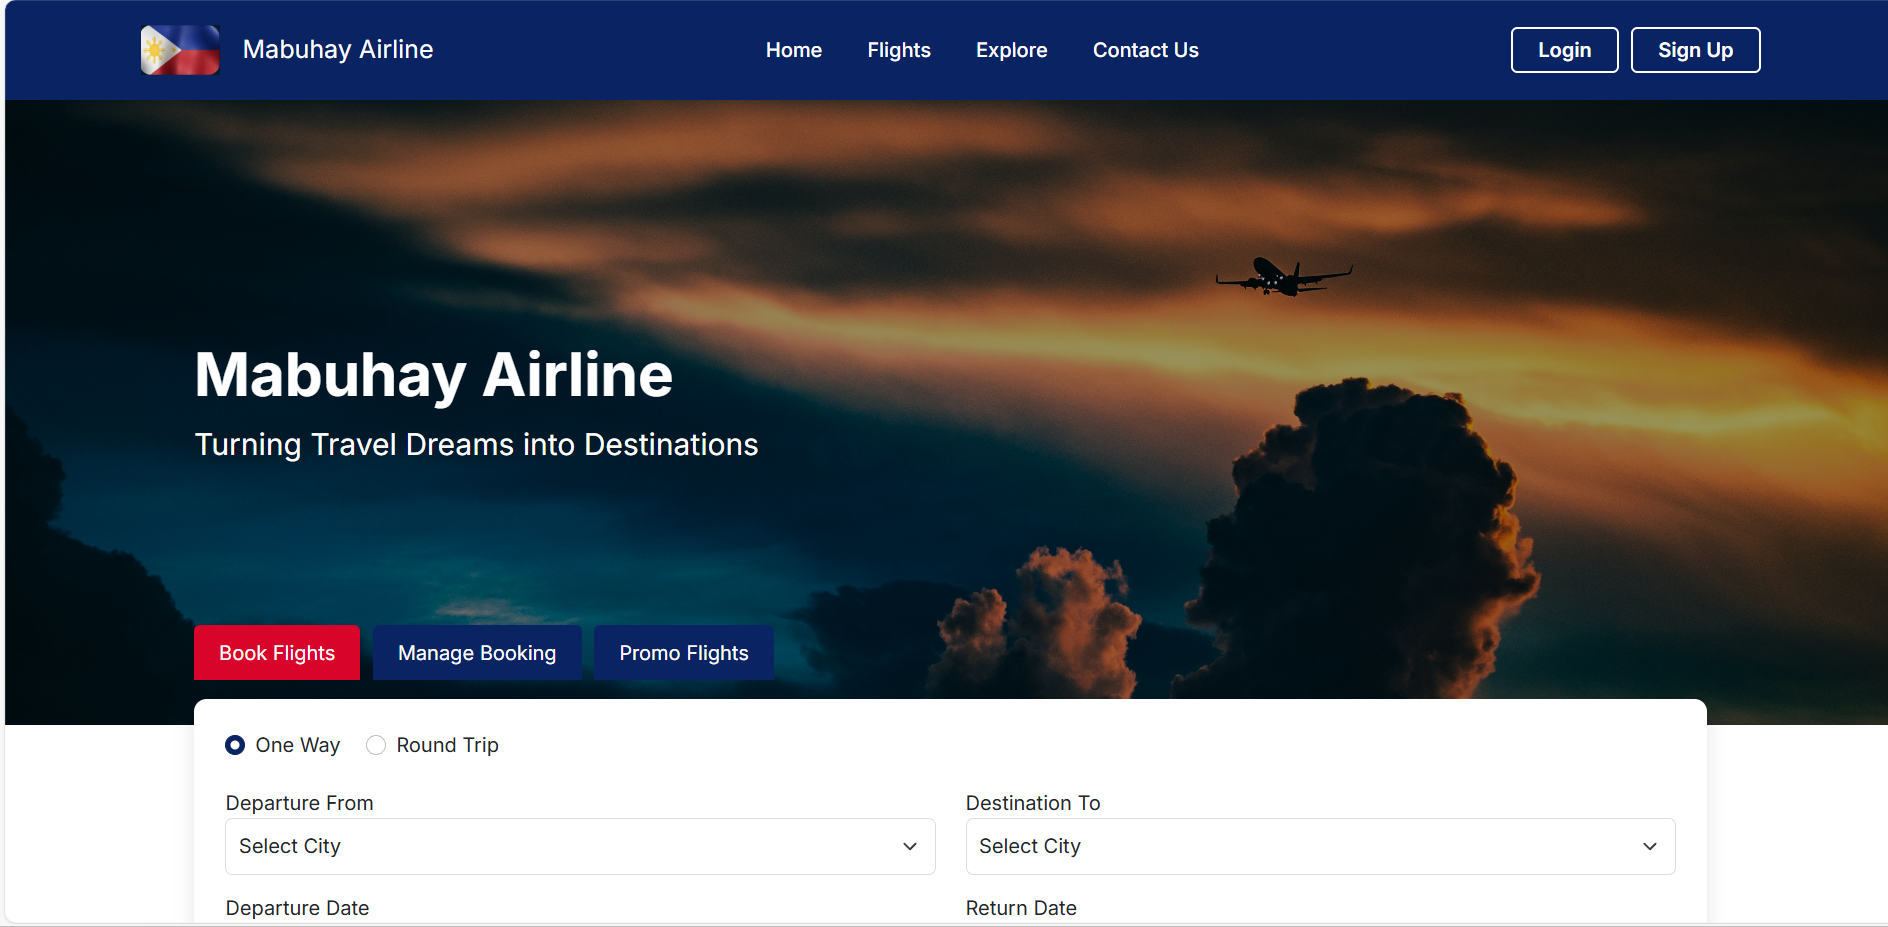 Mabuhay Airline
Home Flights Explore Contact Us
Login Sign Up
Mabuhay Airline
Turning Travel Dreams into Destinations
Book Flights Manage Booking Promo Flights
One Way Round Trip
Departure From Destination To
Select City Select City
Departure Date Return Date